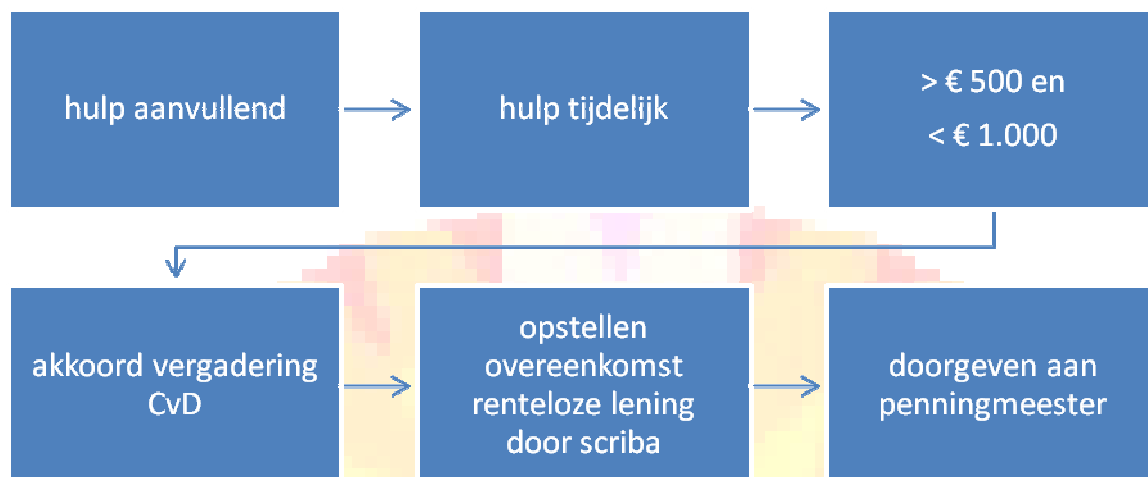 hulp aanvullend
hulp tijdelijk
> € 500 en
< € 1.000
akkoord vergadering
CvD
opstellen
overeenkomst
renteloze lening
door scriba
doorgeven aan
penningmeester